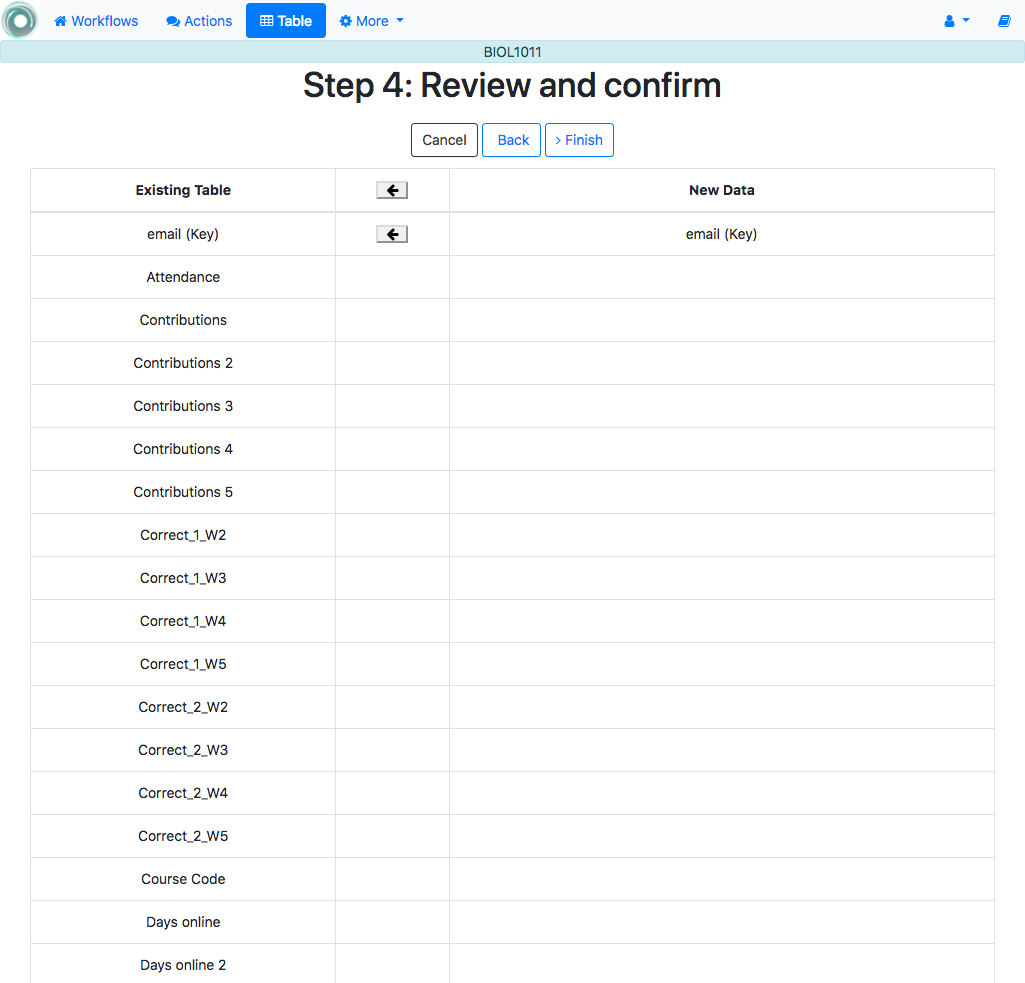 Workflows Actions Table More
BIOL1011
Step 4: Review and confirm
Cancel Back Finish
Existing Table New Data
email (Key) email (Key)
Attendance
Contributions
Contributions 2
Contributions 3
Contributions 4
Contributions 5
Correct_1_W2
Correct_1_W3
Correct_1_W4
Correct_1_W5
Correct_2_W2
Correct_2_W3
Correct_2_W4
Correct_2_W5
Course Code
Days online
Days online 2